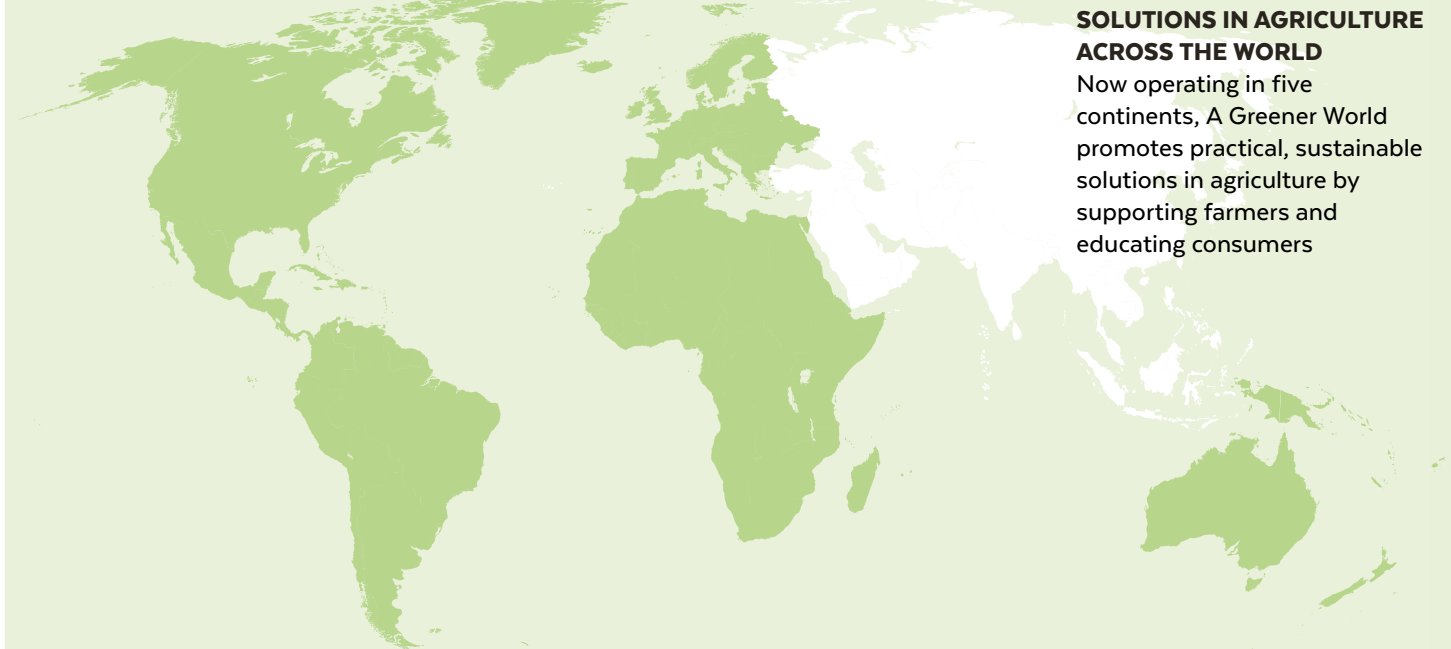 SOLUTIONS IN AGRICULTURE
ACROSS THE WORLD
Now operating in five
continents, A Greener World
promotes practical, sustainable
solutions in agriculture by
supporting farmers and
educating consumers